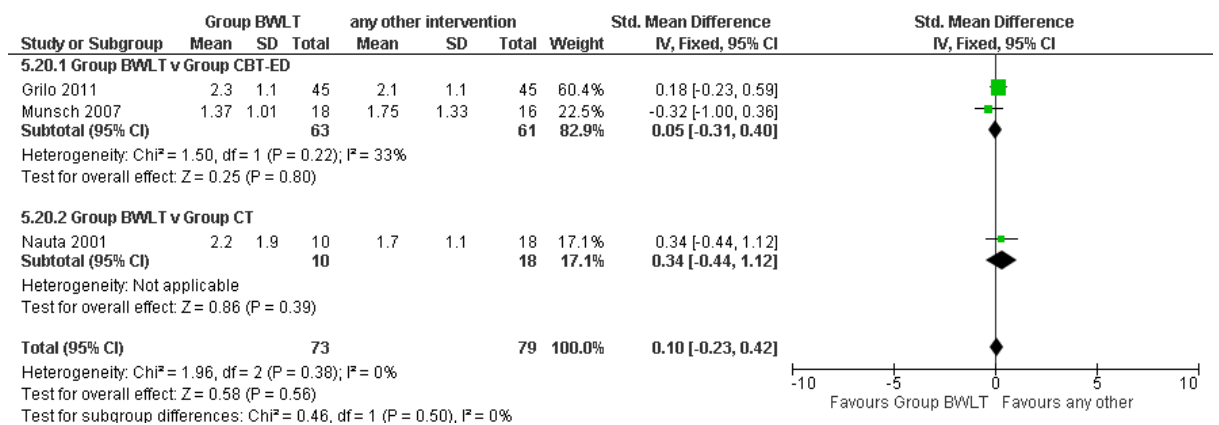 Group BWLT any other intervention Std. Mean Difference Std. Mean Difference
Study or Subgroup Mean SD Total Mean SD Total Weight IV, Fixed, 95% CI IV, Fixed, 95% CI
5.20.1 Group BWLT v Group CBT-ED
Grilo 2011 2.3 1.1 45 2.1 1.1 45 60.4% 0.18 [-0.23, 0.59]
Munsch 2007 1.37 1.01 18 1.75 1.33 16 22.5% -0.32 [-1.00, 0.36]
Subtotal (95% CI) 63 61 82.9% 0.05 [-0.31, 0.40]
Heterogeneity: Chi² = 1.50, df = 1 (P = 0.22); I² = 33%
Test for overall effect: Z = 0.25 (P = 0.80)
5.20.2 Group BWLT v Group CT
Nauta 2001 2.2 1.9 10 1.7 1.1 18 17.1% 0.34 [-0.44, 1.12]
Subtotal (95% CI) 10 18 17.1% 0.34 [-0.44, 1.12]
Heterogeneity: Not applicable
Test for overall effect: Z = 0.86 (P = 0.39)
Total (95% CI) 73 79 100.0% 0.10 [-0.23, 0.42]
Heterogeneity: Chi² = 1.96, df = 2 (P = 0.38); I² = 0%
Test for overall effect: Z = 0.58 (P = 0.56)
Test for subgroup differences: Chi² = 0.46, df = 1 (P = 0.50), I² = 0%
-10 -5 0 5 10
Favours Group BWLT Favours any other